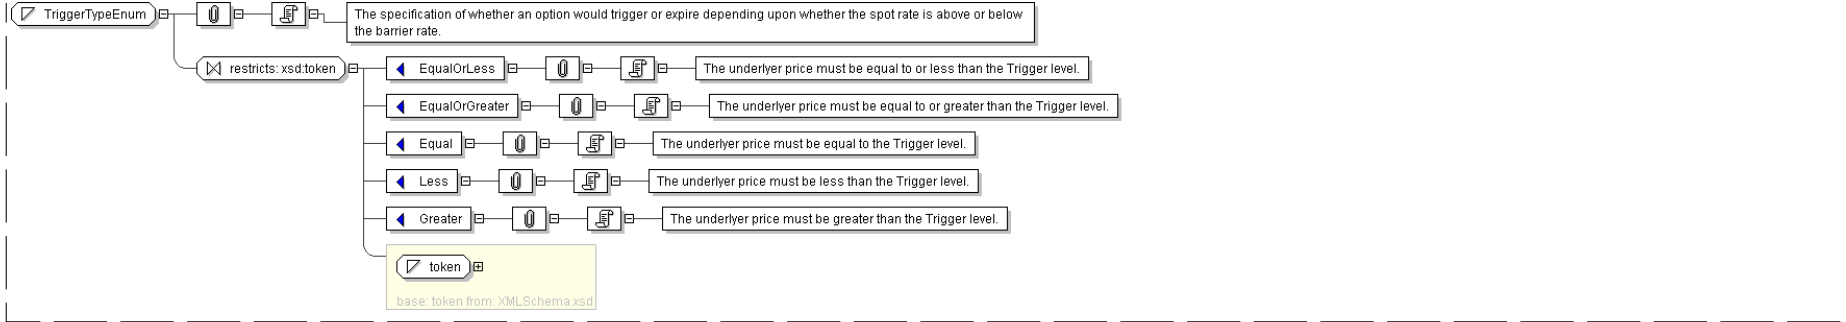 TriggerTypeEnum
The specification of whether an option would trigger or expire depending upon whether the spot rate is above or below
the barrier rate.
restricts: xsd:token
EqualOrLess
The underlyer price must be equal to or less than the Trigger level.
EqualOrGreater
The underlyer price must be equal to or greater than the Trigger level.
Equal
The underlyer price must be equal to the Trigger level.
Less
The underlyer price must be less than the Trigger level.
Greater
The underlyer price must be greater than the Trigger level.
token
base: token from: XMLSchema.xsd